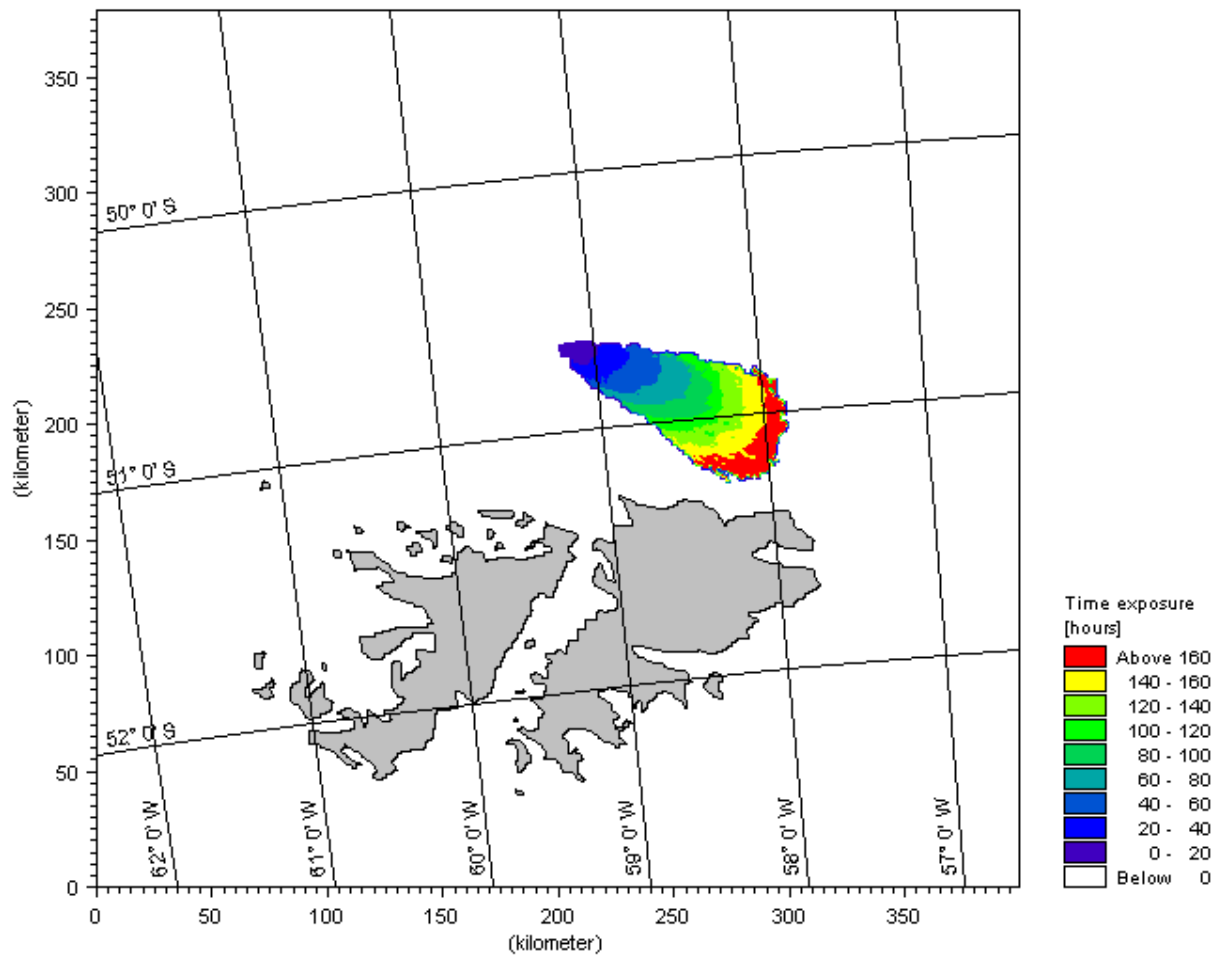 350
300
50° 0' S
250
(kilometer)
200
51° 0' S
150
Time exposure
[hours]
100
Above 160
140 - 160
120 - 140
52° 0' S
100 - 120
80 - 100
50
60 - 80
40 - 60
62° 0' W
61° 0' W
60° 0' W
59° 0' W
58° 0' W
57° 0' W
20 - 40
0 - 20
0
Below 0
0 50 100 150 200 250 300 350
(kilometer)